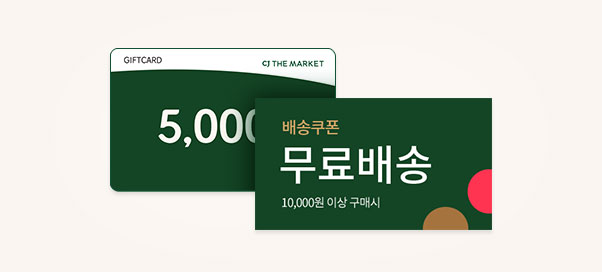 GIFTCARD
CJ THE MARKET
5,000
배송쿠폰
무료배송
10,000원 이상 구매시